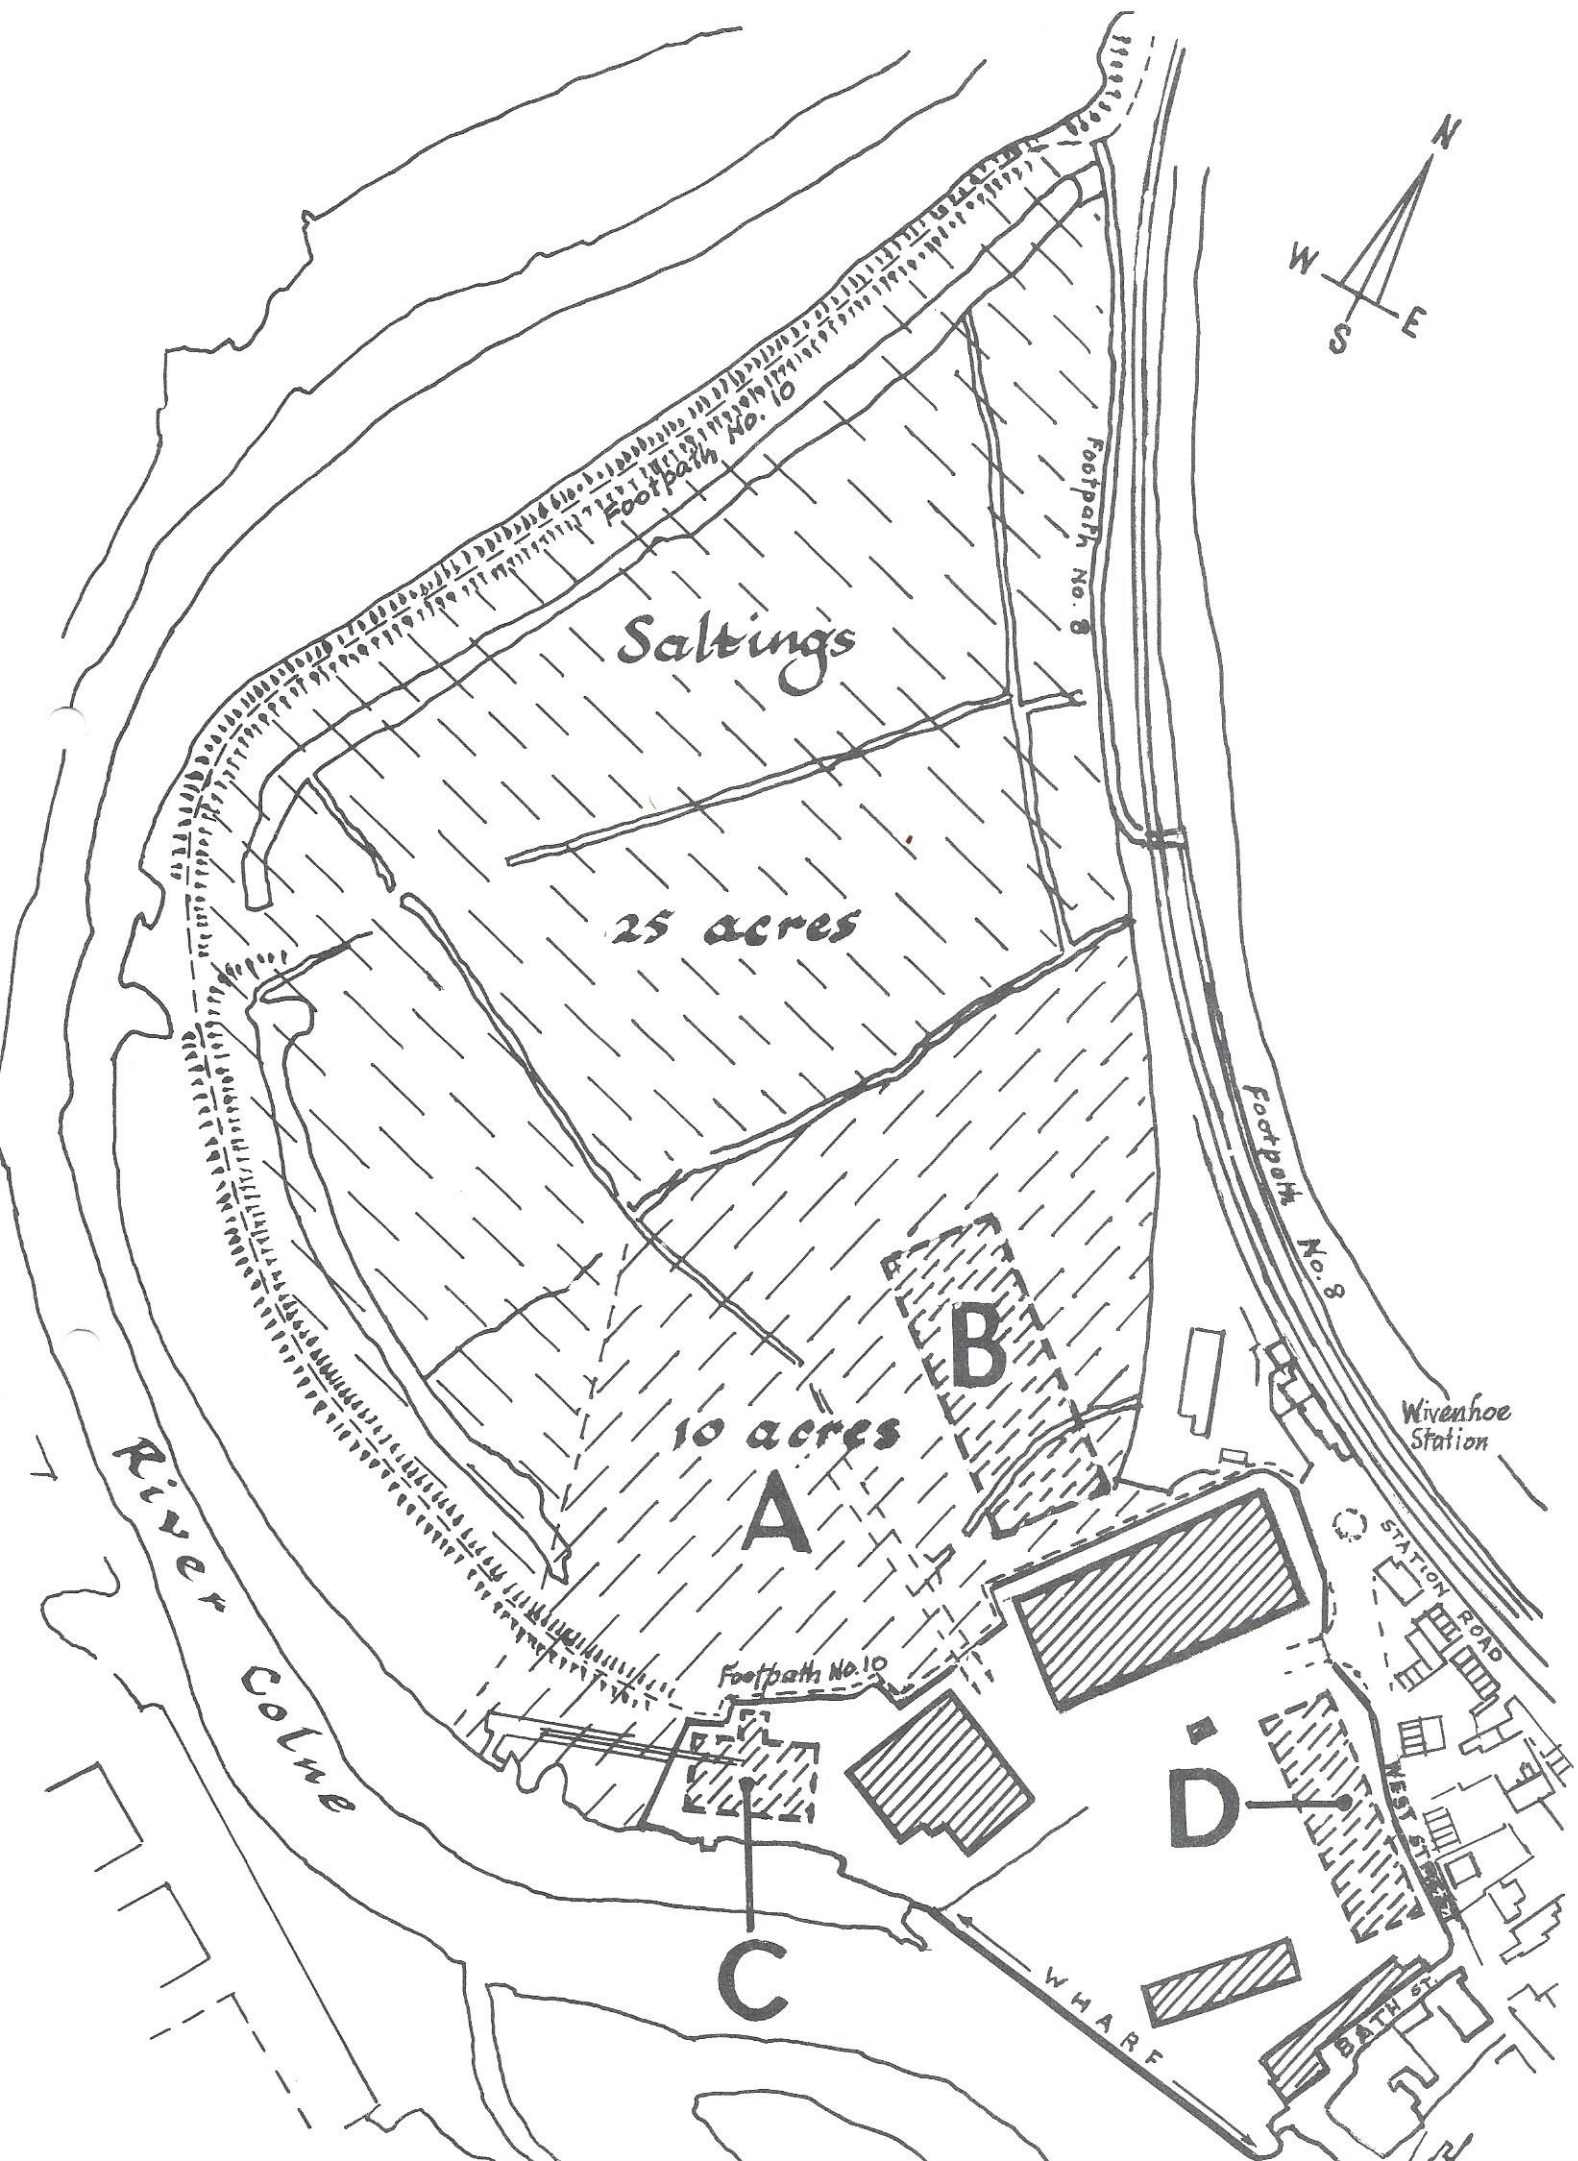 N
W
E
S
Footpath No. 10
Footpath No. 8
Saltings
25 acres
Footpath No. 8
B
Wivenhoe
Station
10 acres
A
River Colne
STATION ROAD
Footpath No. 10
D
WEST STREET
C
WHARF
BATH ST.